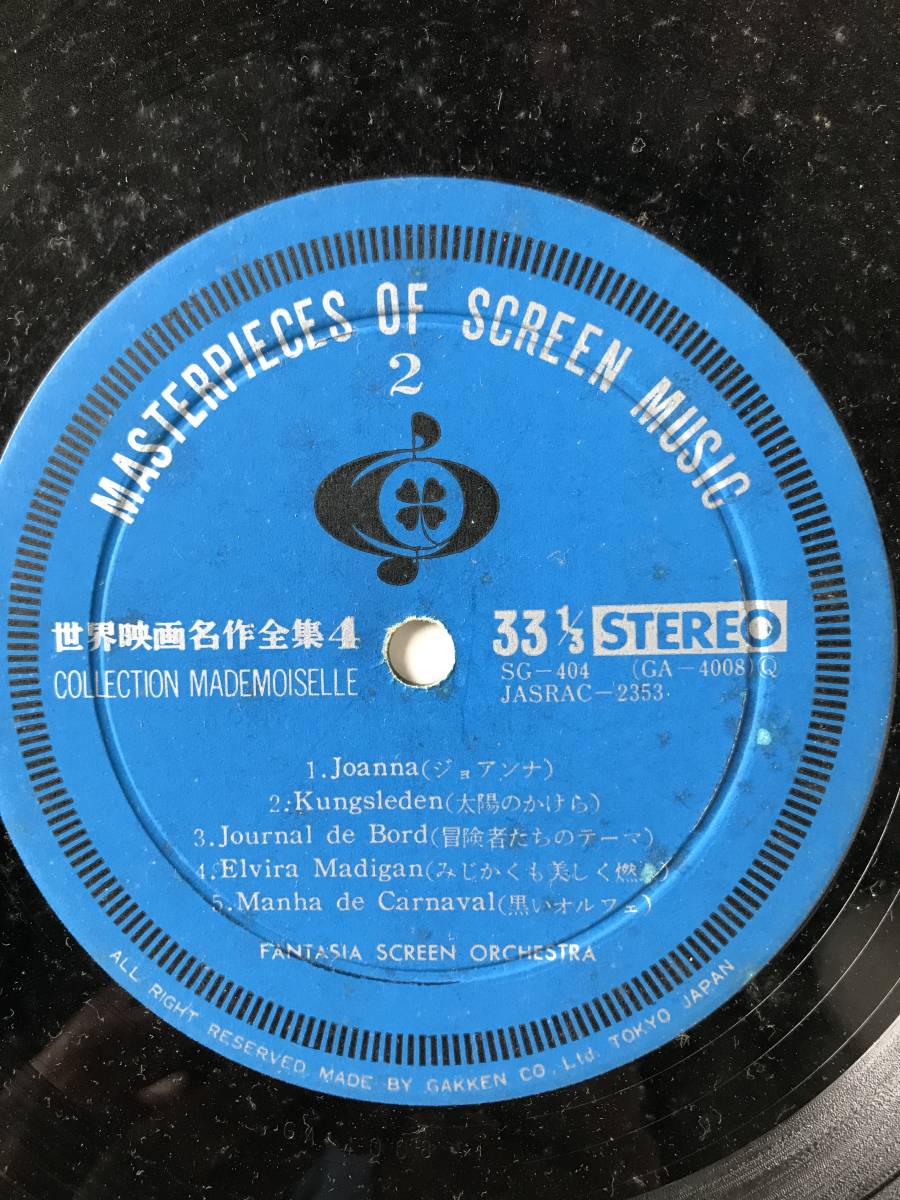 MASTERPIECES OF SCREEN MUSIC
2
世界映画名作全集4
COLLECTION MADEMOISELLE
33 1/3 STEREO
SG-404 (GA-4008) Q
JASRAC-2353
1. Joanna(ジョアンナ)
2. Kungsleden(太陽のかけら)
3. Journal de Bord(冒険者たちのテーマ)
4. Elvira Madigan(みじかくも美しく燃え)
5. Manha de Carnaval(黒いオルフェ)
FANTASIA SCREEN ORCHESTRA
ALL RIGHT RESERVED MADE BY GAKKEN CO., Ltd. TOKYO JAPAN